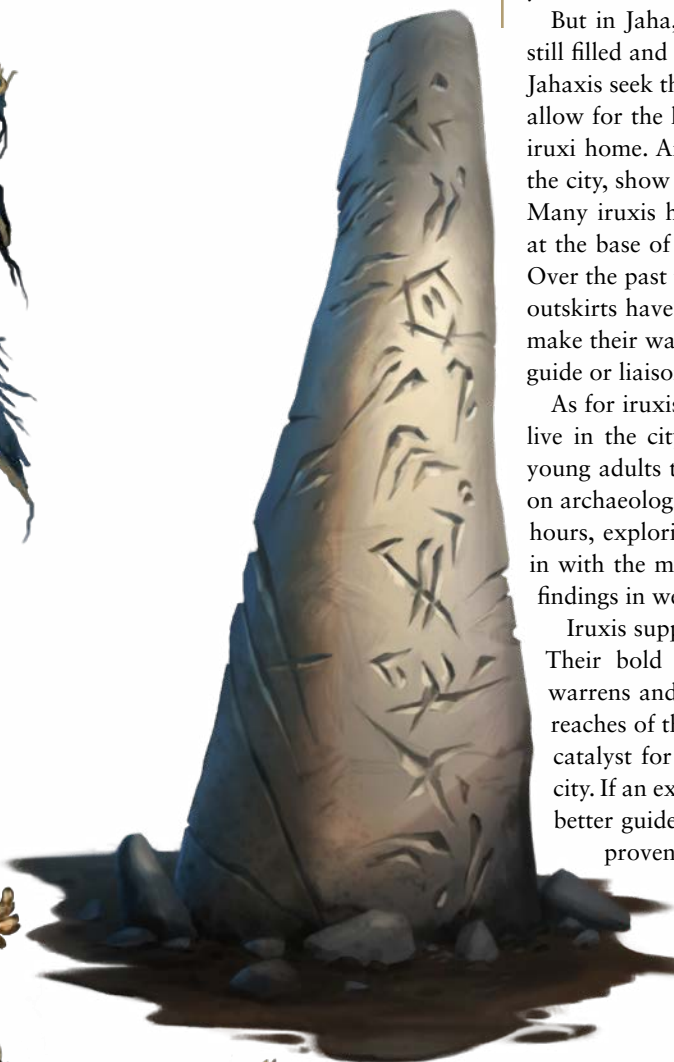 But in Jaha,
still filled and
Jahaxis seek th
allow for the
iruxi home. A
the city, show
Many iruxis h
at the base of
Over the past
outskirts have
make their wa
guide or liaiso
As for iruxis
live in the cit
young adults t
on archaeolog
hours, explori
in with the m
findings in we
Iruxis supp
Their bold
warrens and
reaches of th
catalyst for
city. If an ex
better guide
proven